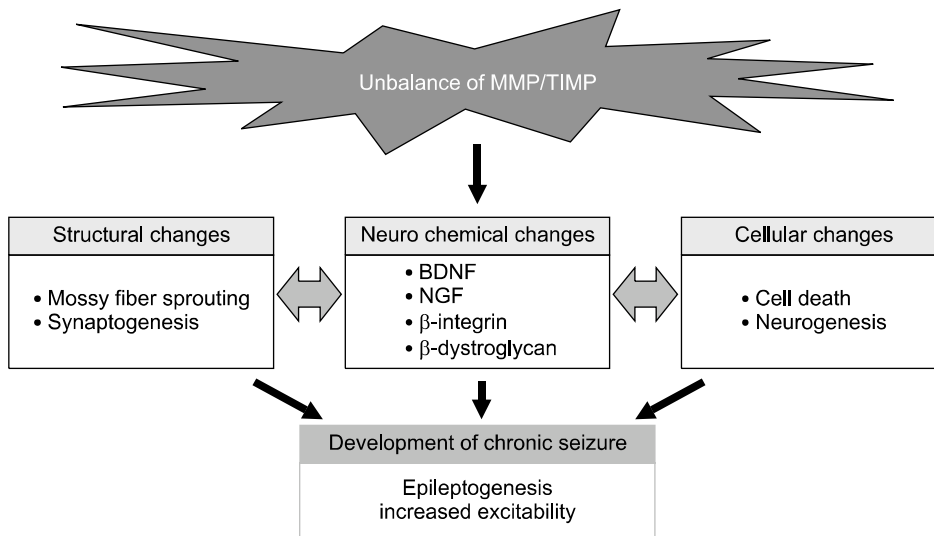 Unbalance of MMP/TIMP
Structural changes
• Mossy fiber sprouting
• Synaptogenesis
Neuro chemical changes
• BDNF
• NGF
• β-integrin
• β-dystroglycan
Cellular changes
• Cell death
• Neurogenesis
Development of chronic seizure
Epileptogenesis
increased excitability